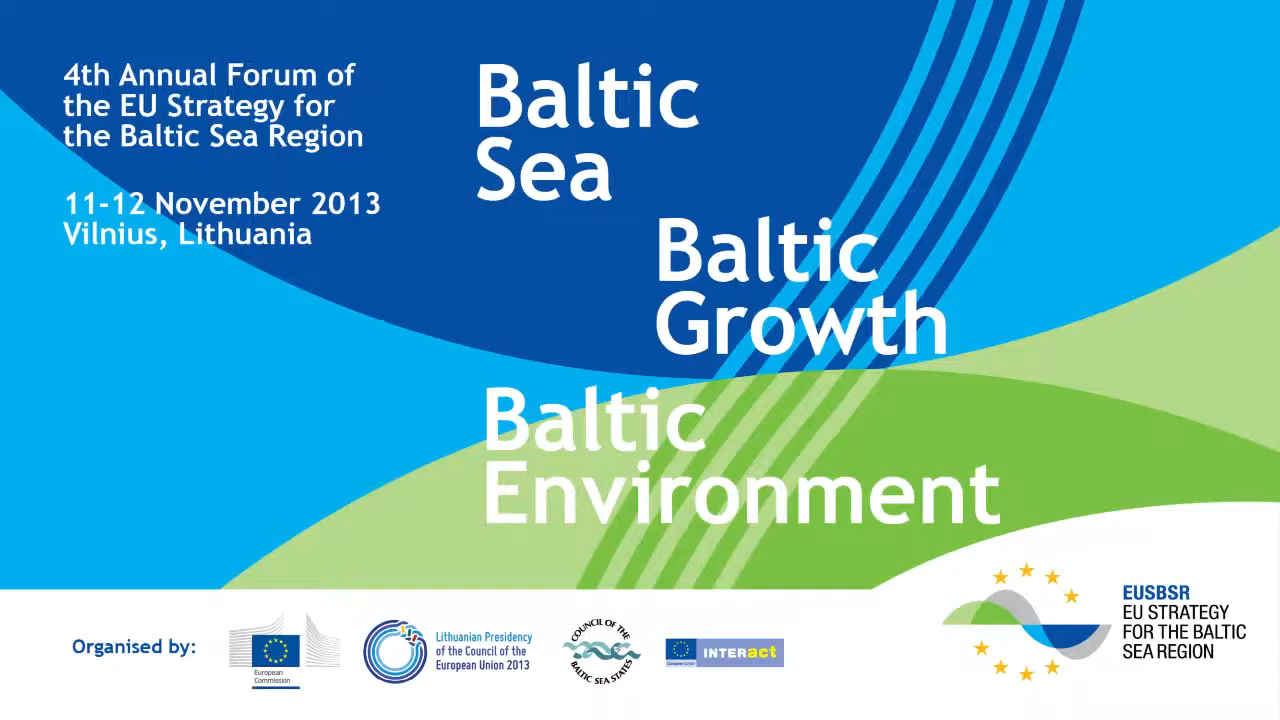 4th Annual Forum of
the EU Strategy for
the Baltic Sea Region
11-12 November 2013
Vilnius, Lithuania
Baltic
Sea
Baltic
Growth
Baltic
Environment
Organised by:
European
Commission
Lithuanian Presidency
of the Council of the
European Union 2013
COUNCIL OF THE
BALTIC SEA STATES
European Union
INTERact
EUSBSR
EU STRATEGY
FOR THE BALTIC
SEA REGION